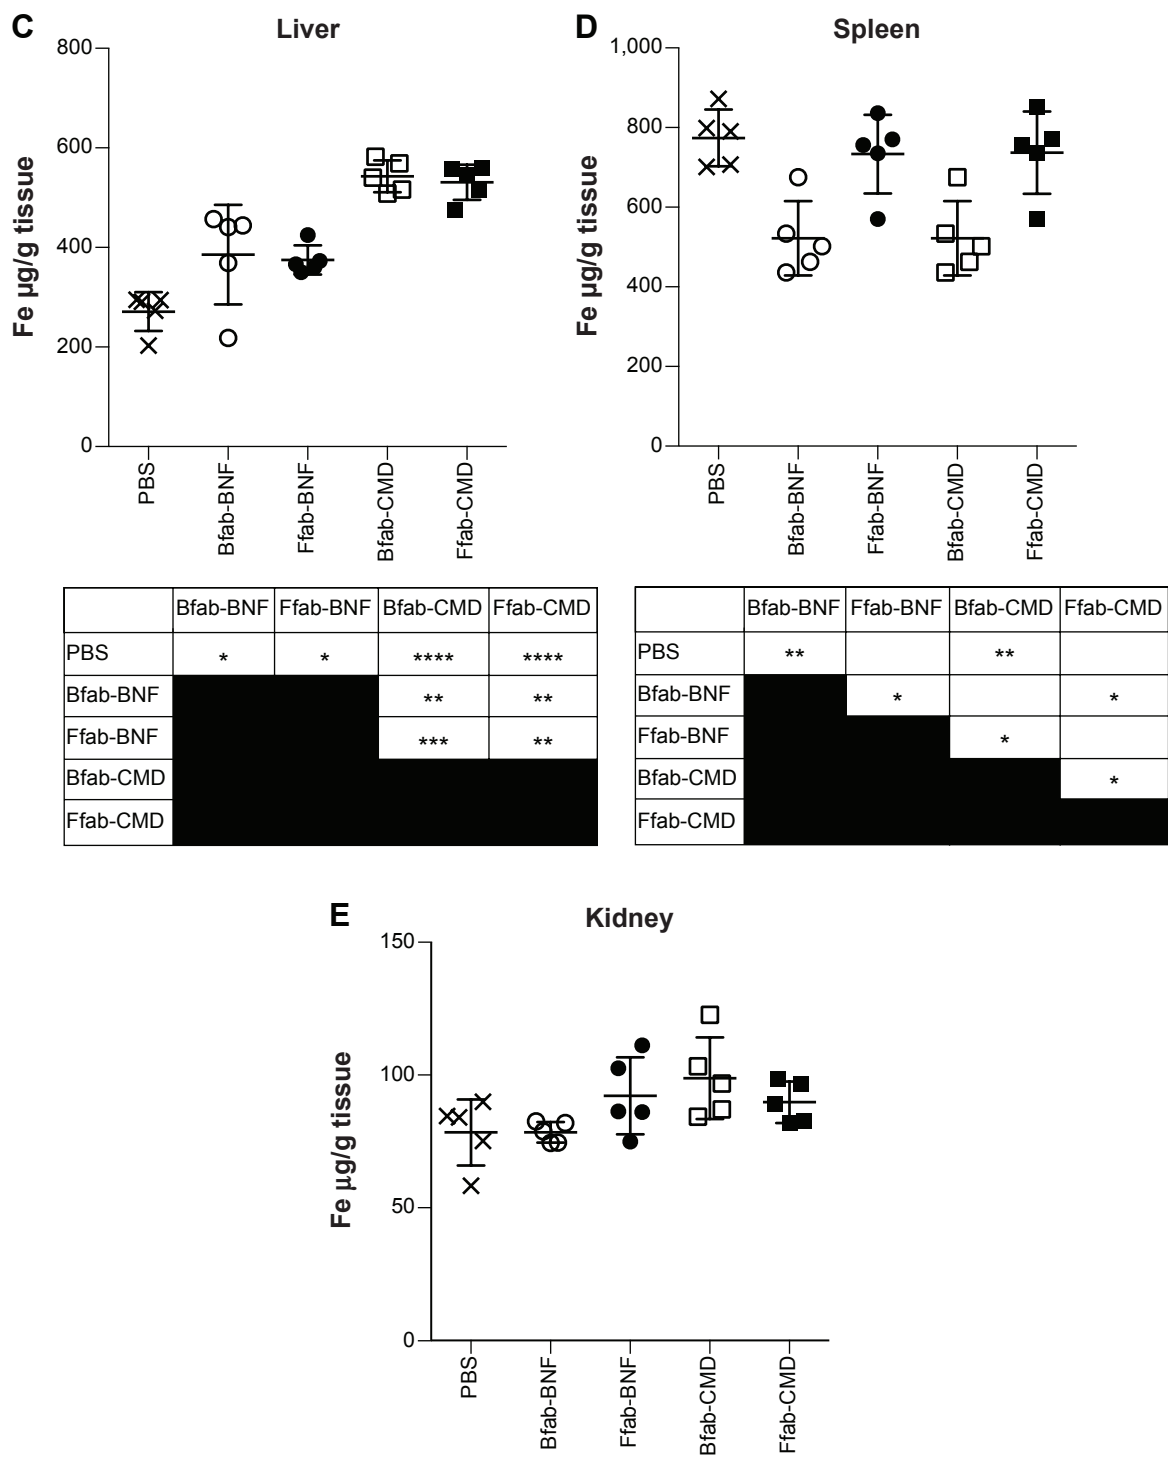 C Liver
Fe µg/g tissue
800
600
400
200
0
PBS
Bfab-BNF
Ffab-BNF
Bfab-CMD
Ffab-CMD
Bfab-BNF Ffab-BNF Bfab-CMD Ffab-CMD
PBS * * **** ****
Bfab-BNF ** **
Ffab-BNF *** **
Bfab-CMD
Ffab-CMD
D Spleen
Fe µg/g tissue
1,000
800
600
400
200
0
PBS
Bfab-BNF
Ffab-BNF
Bfab-CMD
Ffab-CMD
Bfab-BNF Ffab-BNF Bfab-CMD Ffab-CMD
PBS ** **
Bfab-BNF * *
Ffab-BNF *
Bfab-CMD *
Ffab-CMD
E Kidney
Fe µg/g tissue
150
100
50
0
PBS
Bfab-BNF
Ffab-BNF
Bfab-CMD
Ffab-CMD